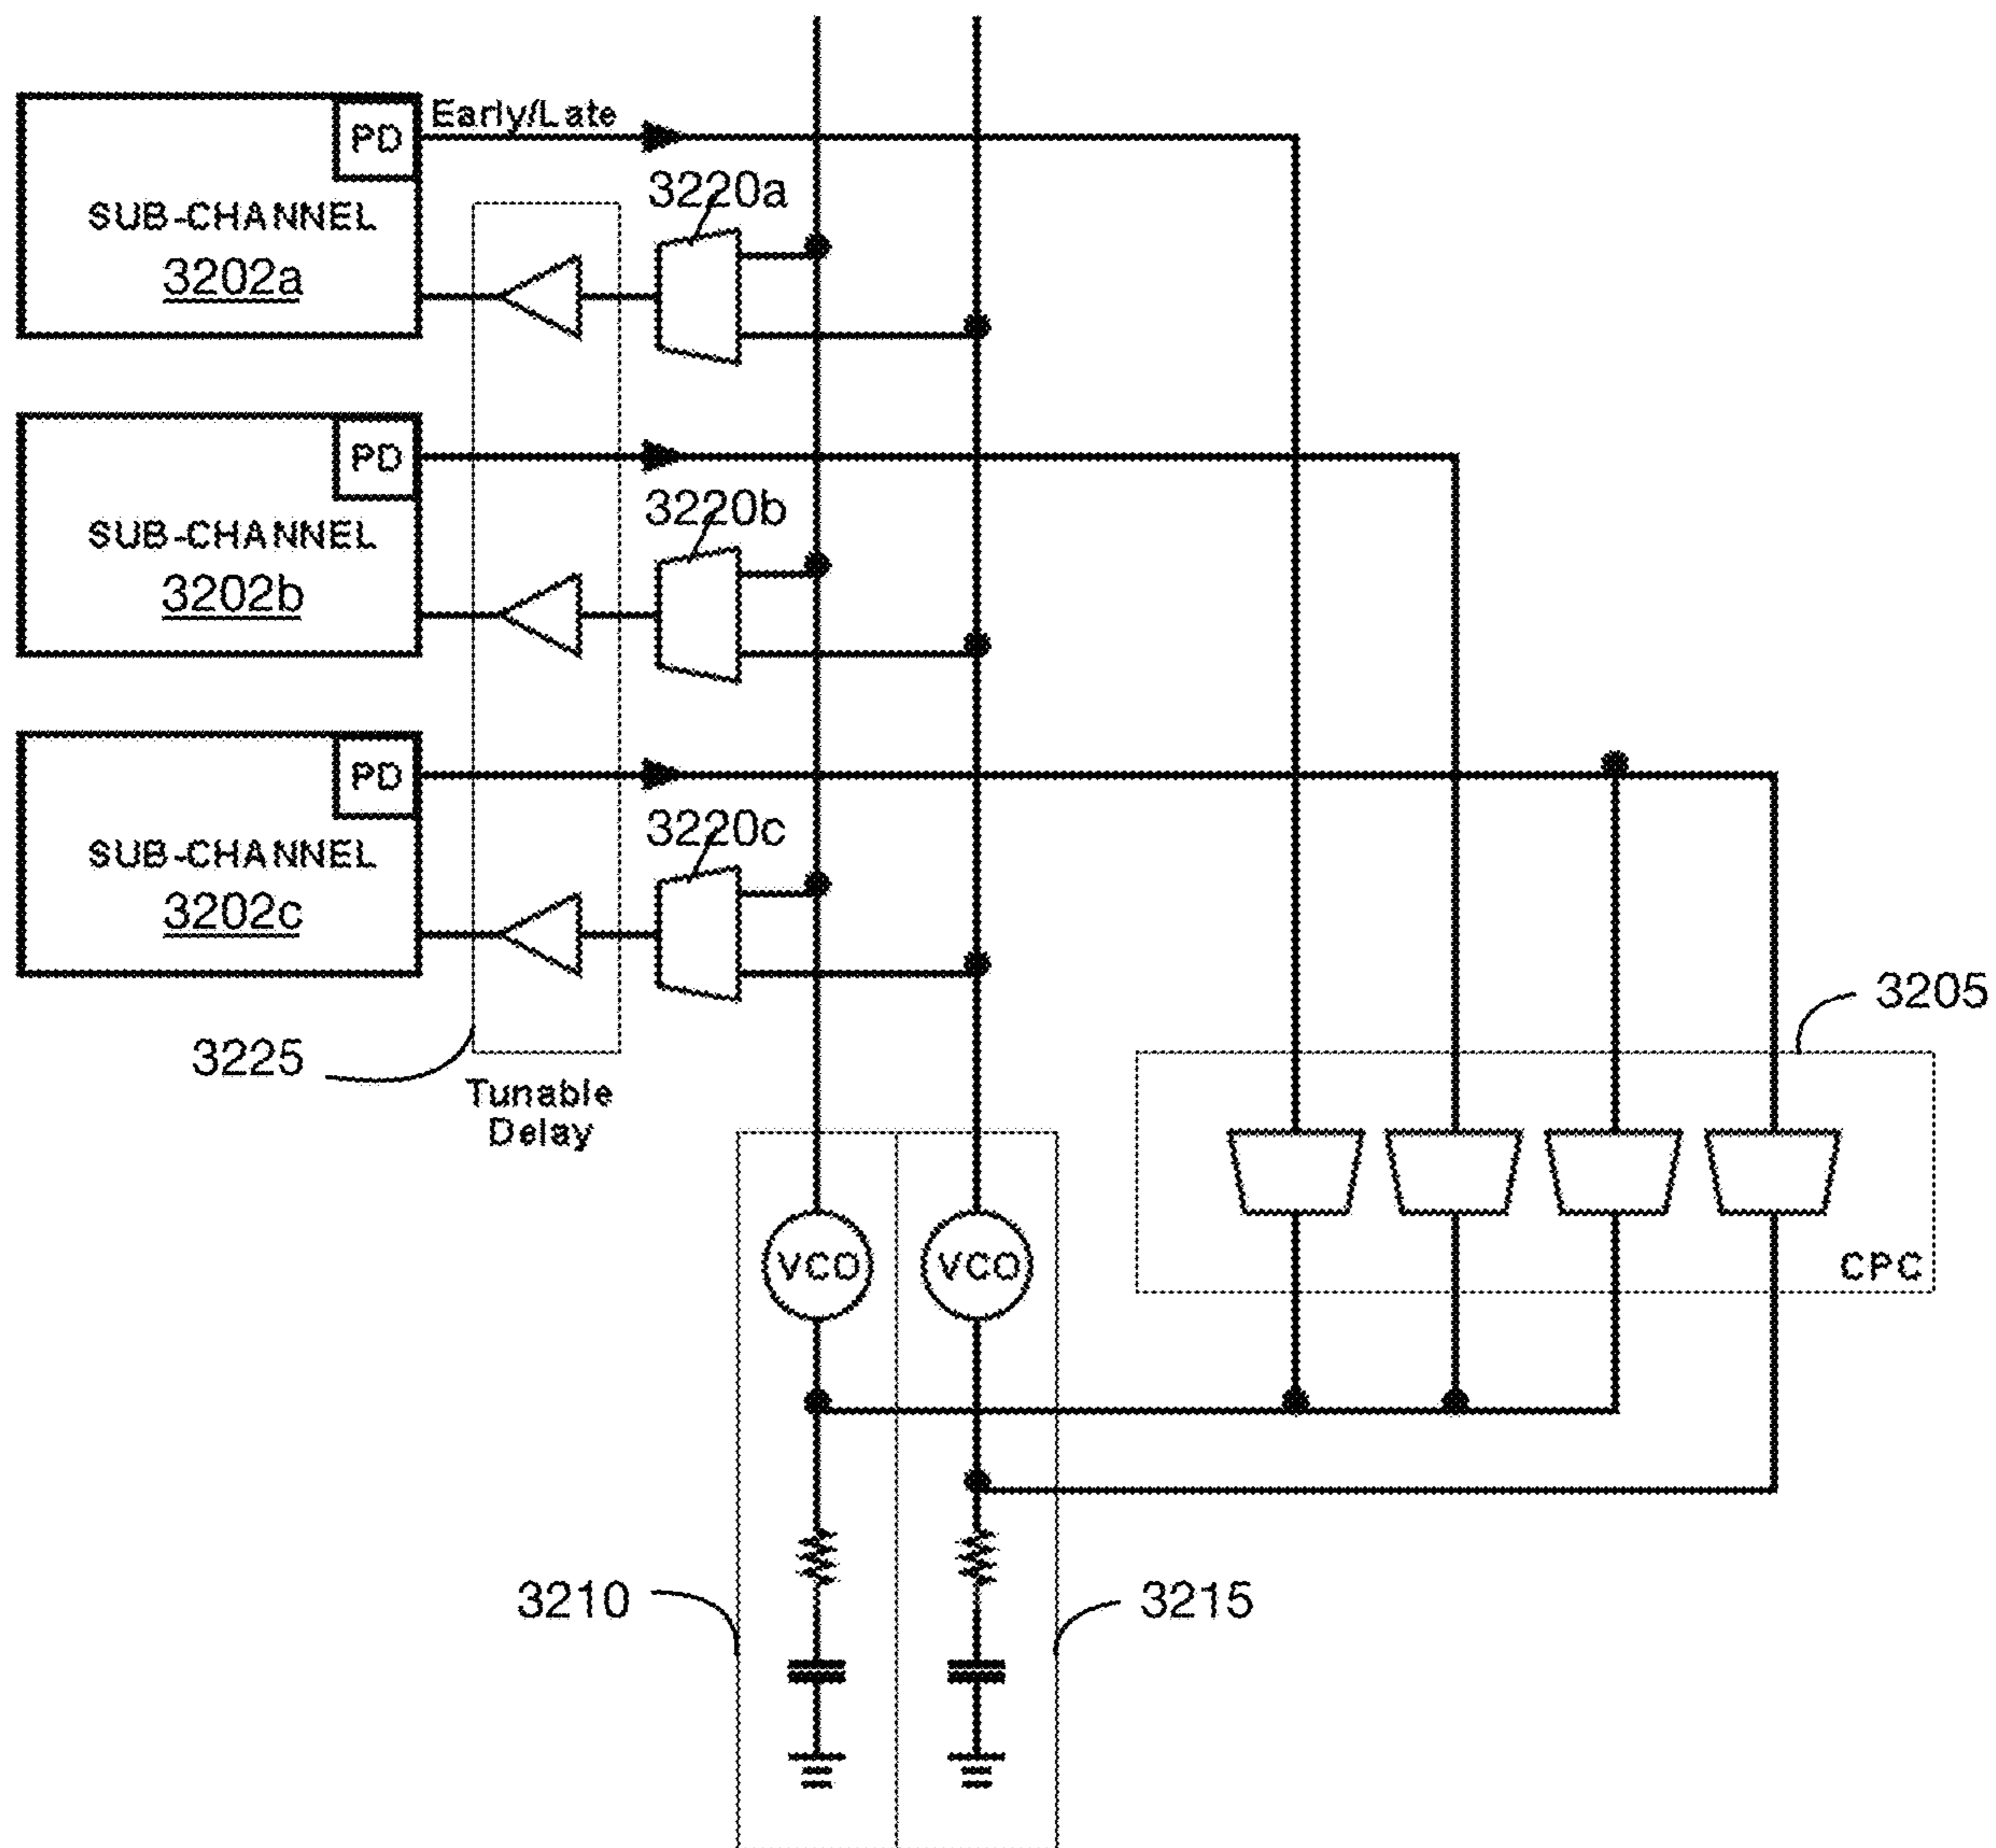 PD
Early/Late
3220a
SUB-CHANNEL
3202a
PD
3220b
SUB-CHANNEL
3202b
PD
3220c
SUB-CHANNEL
3202c
3205
3225
Tunable
Delay
VCO
VCO
CPC
3210
3215